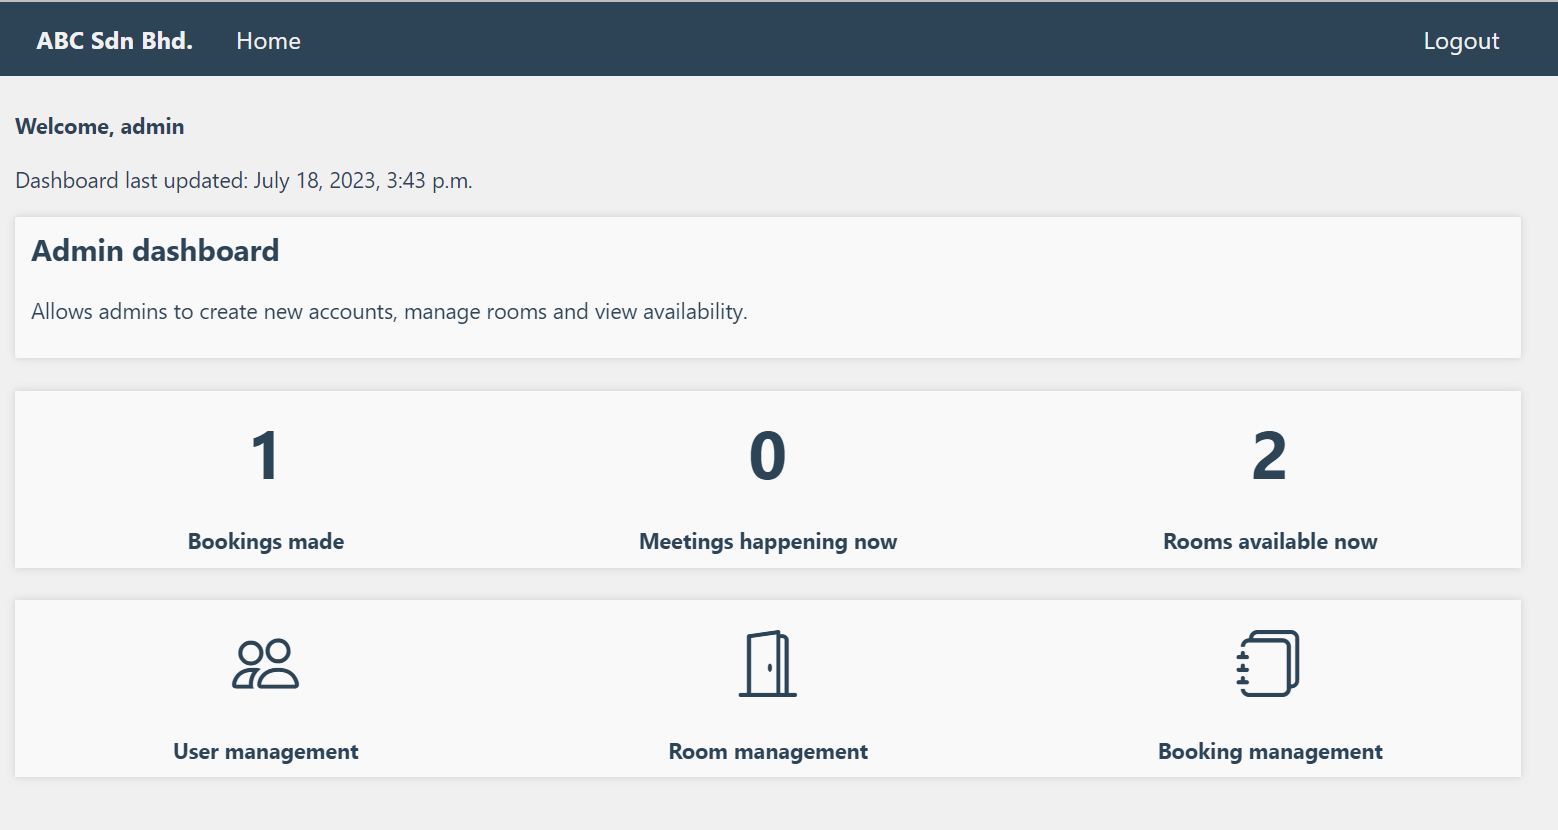 ABC Sdn Bhd. Home Logout
Welcome, admin
Dashboard last updated: July 18, 2023, 3:43 p.m.
Admin dashboard
Allows admins to create new accounts, manage rooms and view availability.
1 0 2
Bookings made Meetings happening now Rooms available now
User management Room management Booking management